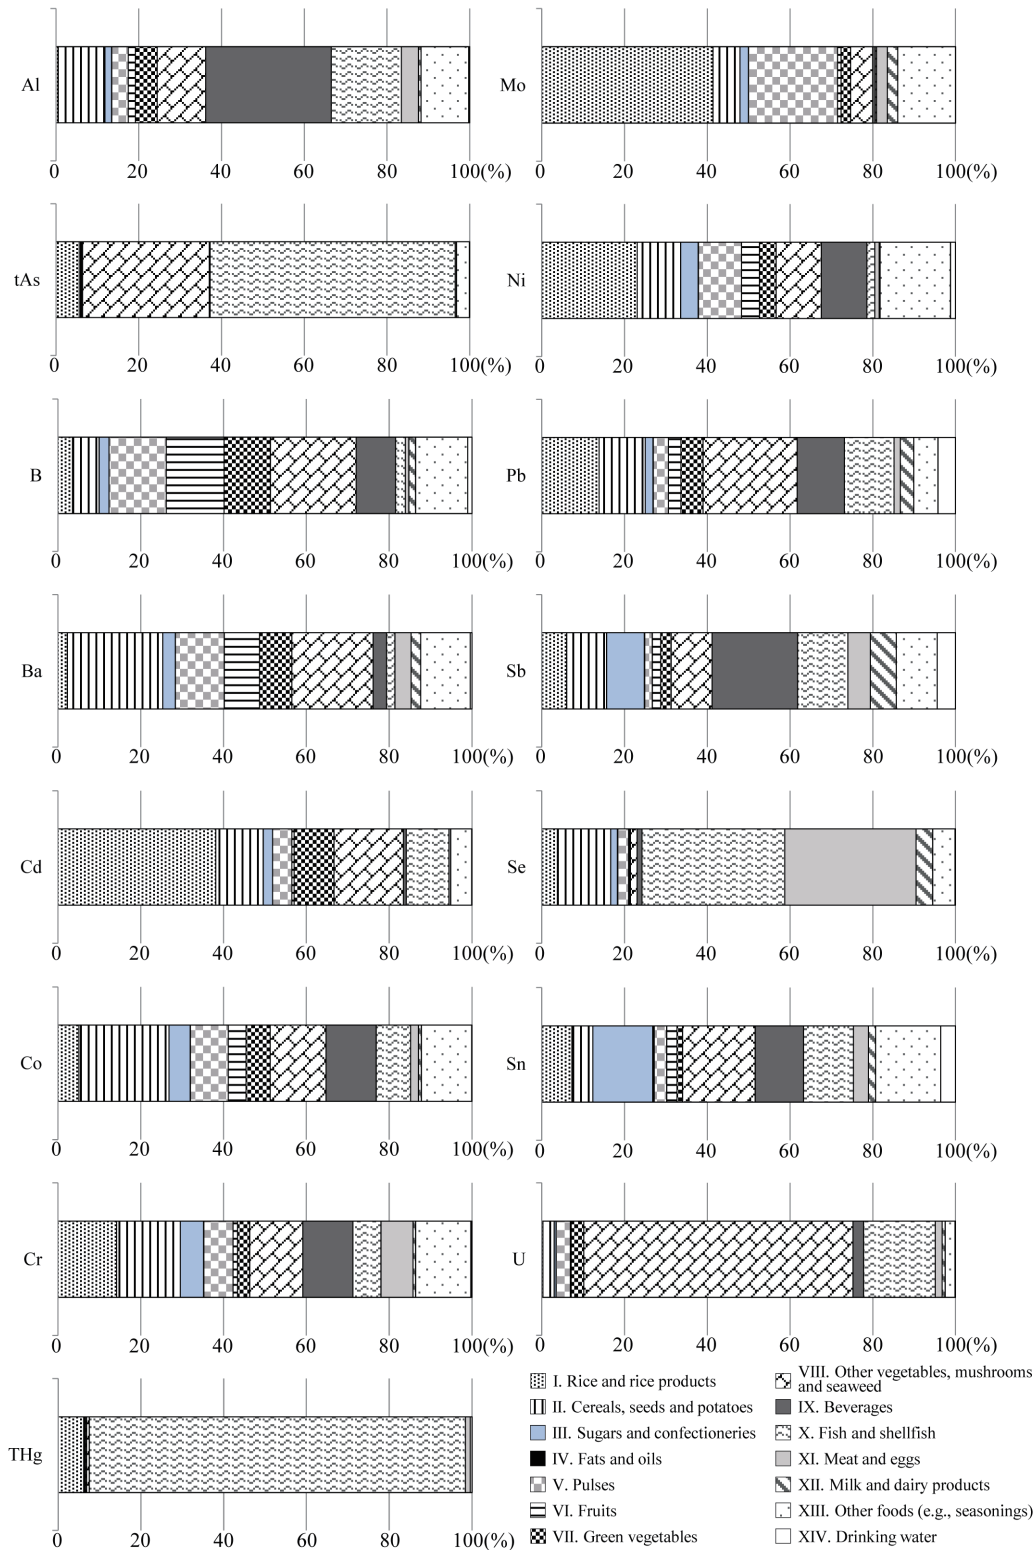 Al
0 20 40 60 80 100(%)
Mo
0 20 40 60 80 100(%)
tAs
0 20 40 60 80 100(%)
Ni
0 20 40 60 80 100(%)
B
0 20 40 60 80 100(%)
Pb
0 20 40 60 80 100(%)
Ba
0 20 40 60 80 100(%)
Sb
0 20 40 60 80 100(%)
Cd
0 20 40 60 80 100(%)
Se
0 20 40 60 80 100(%)
Co
0 20 40 60 80 100(%)
Sn
0 20 40 60 80 100(%)
Cr
0 20 40 60 80 100(%)
U
0 20 40 60 80 100(%)
THg
0 20 40 60 80 100(%)
I. Rice and rice products
II. Cereals, seeds and potatoes
III. Sugars and confectioneries
IV. Fats and oils
V. Pulses
VI. Fruits
VII. Green vegetables
VIII. Other vegetables, mushrooms
and seaweed
IX. Beverages
X. Fish and shellfish
XI. Meat and eggs
XII. Milk and dairy products
XIII. Other foods (e.g., seasonings)
XIV. Drinking water